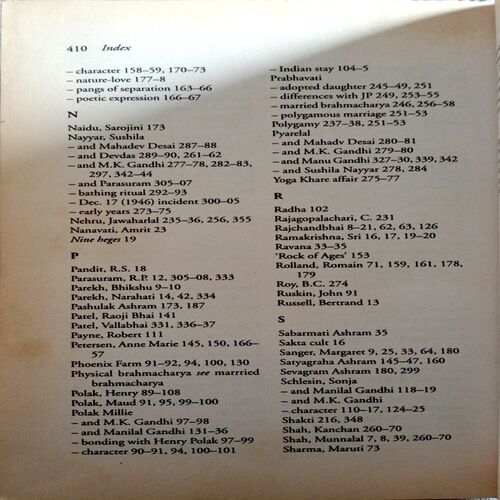 410 Index
– character 158–59, 170–73
– nature-love 177–8
– pangs of separation 163–66
– poetic expression 166–67
N
Naidu, Sarojini 173
Nayyar, Sushila
– and Mahadev Desai 287–88
– and Devdas 289–90, 261–62
– and M.K. Gandhi 277–78, 282–83,
297, 342–44
– and Parasuram 305–07
– bathing ritual 292–93
– Dec. 17 (1946) incident 300–05
– early years 273–75
Nehru, Jawaharlal 235–36, 256, 355
Nanavati, Amrit 23
Nine heges 19
P
Pandit, R.S. 18
Parasuram, R.P. 12, 305–08, 333
Parekh, Bhikshu 9–10
Parekh, Narahati 14, 42, 334
Pashulak Ashram 173, 187
Patel, Raoji Bhai 141
Patel, Vallabhai 331, 336–37
Payne, Robert 111
Petersen, Anne Marie 145, 150, 166–
57
Phoenix Farm 91–92, 94, 100, 130
Physical brahmacharya see marrried
brahmacharya
Polak, Henry 89–108
Polak, Maud 91, 95, 99–100
Polak Millie
– and M.K. Gandhi 97–98
– and Manilal Gandhi 131–36
– bonding with Henry Polak 97–99
– character 90–91, 94, 100–101
– Indian stay 104–5
Prabhavati
– adopted daughter 245–49, 251
– differences with JP 249, 253–55
– married brahmacharya 246, 256–58
– polygamous marriage 251–53
Polygamy 237–38, 251–53
Pyarelal
– and Mahadv Desai 280–81
– and M.K. Gandhi 279–80
– and Manu Gandhi 327–30, 339, 342
– and Sushila Nayyar 278, 284
Yoga Khare affair 275–77
R
Radha 102
Rajagopalachari, C. 231
Rajchandbhai 8–21, 62, 63, 126
Ramakrishna, Sri 16, 17, 19–20
Ravana 33–35
'Rock of Ages' 153
Rolland, Romain 71, 159, 161, 178,
179
Roy, B.C. 274
Ruskin, John 91
Russell, Bertrand 13
S
Sabarmati Ashram 35
Sakta cult 16
Sanger, Margaret 9, 25, 33, 64, 180
Satyagraha Ashram 145–47, 160
Sevagram Ashram 180, 299
Schlesin, Sonja
– and Manilal Gandhi 118–19
– and M.K. Gandhi
– character 110–17, 124–25
Shakti 216, 348
Shah, Kanchan 260–70
Shah, Munnalal 7, 8, 39, 260–70
Sharma, Maruti 73